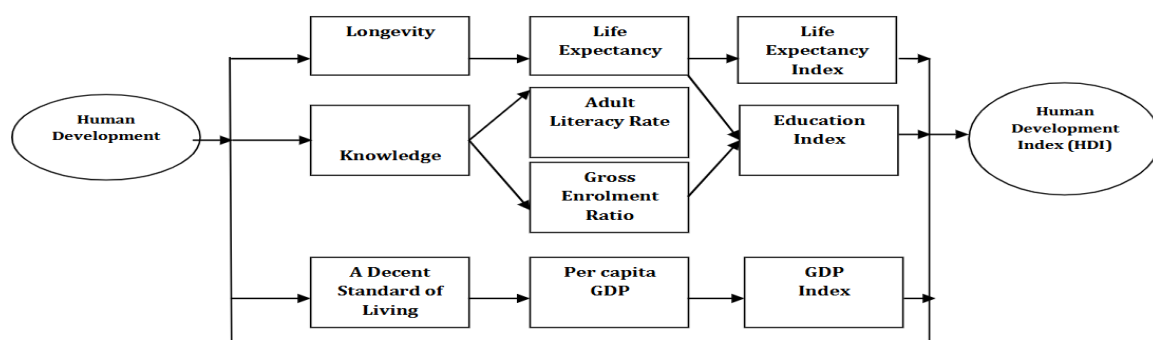 Human
Development
Longevity
Knowledge
A Decent
Standard of
Living
Life
Expectancy
Adult
Literacy Rate
Gross
Enrolment
Ratio
Per capita
GDP
Life
Expectancy
Index
Education
Index
GDP
Index
Human
Development
Index (HDI)